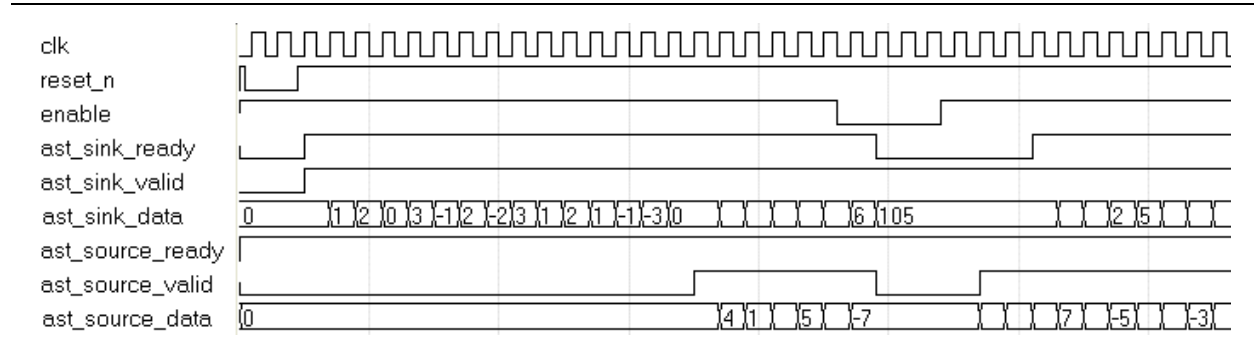 clk
reset_n
enable
ast_sink_ready
ast_sink_valid
ast_sink_data 0 1 2 0 3 -1 2 -2 3 1 2 1 -1 -3 0 6 105 2 5
ast_source_ready
ast_source_valid
ast_source_data 0 4 1 5 -7 7 -5 -3